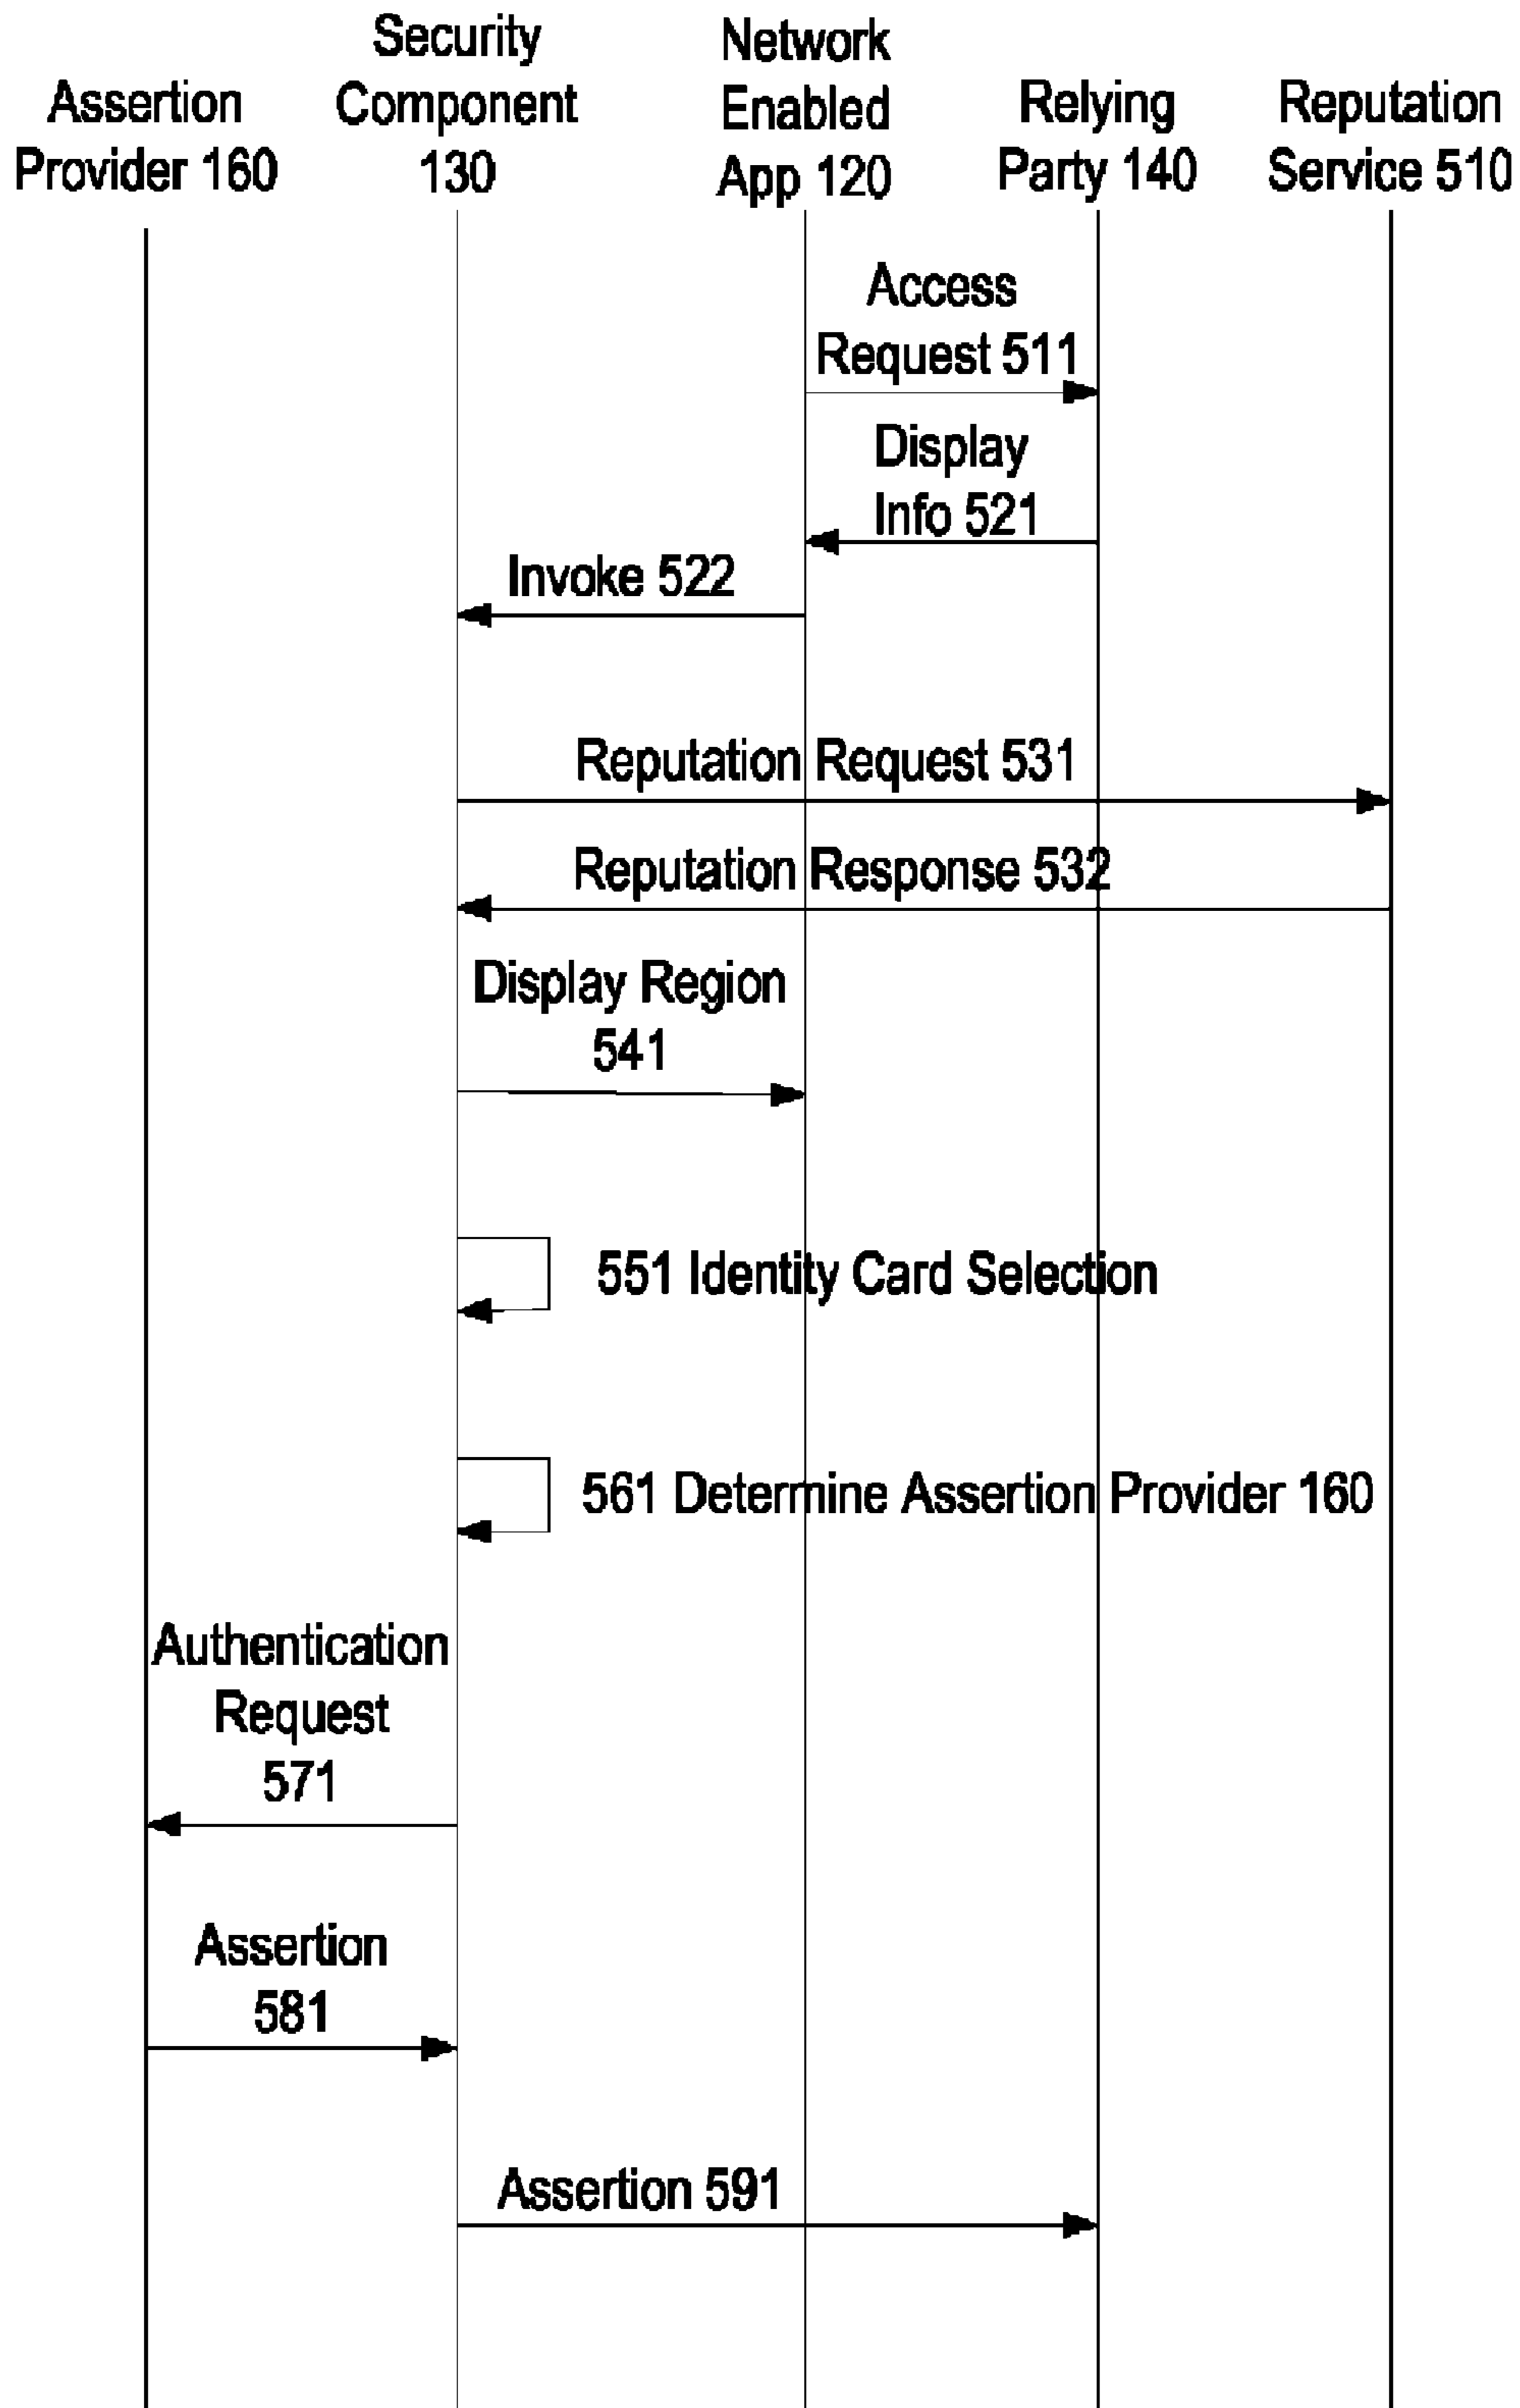 Assertion
Provider 160
Security
Component
130
Network
Enabled
App 120
Relying
Party 140
Reputation
Service 510
Access
Request 511
Display
Info 521
Invoke 522
Reputation Request 531
Reputation Response 532
Display Region
541
551 Identity Card Selection
561 Determine Assertion Provider 160
Authentication
Request
571
Assertion
581
Assertion 591